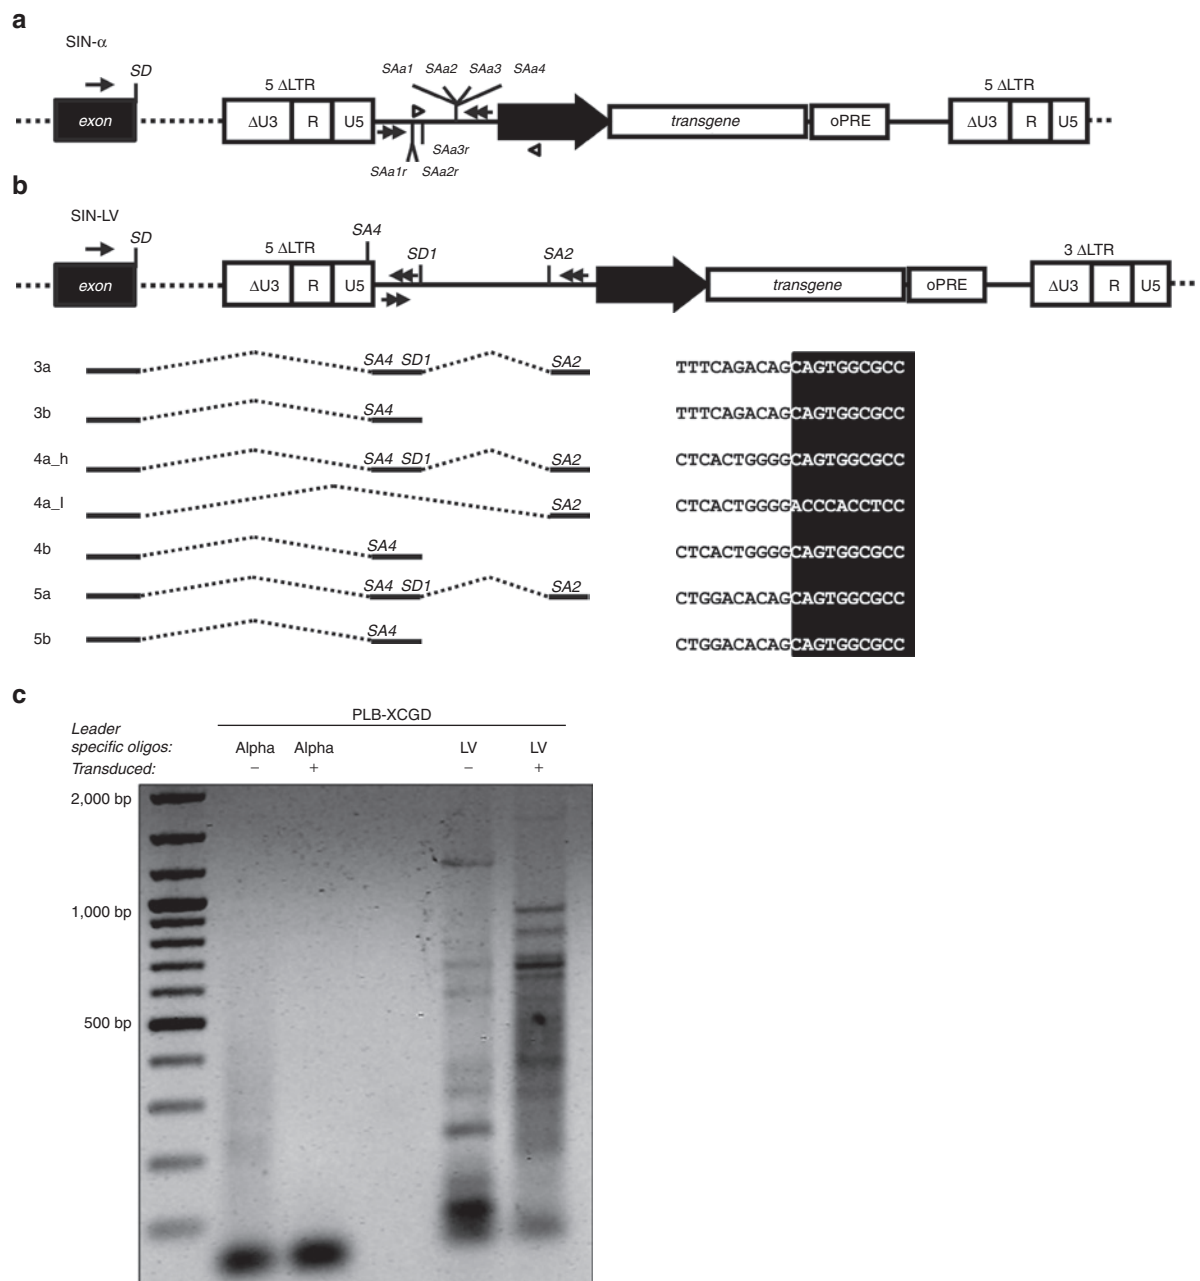 a
SIN-α
SD
exon
5 ΔLTR
ΔU3 R U5
SAa1 SAa2 SAa3 SAa4
SAa3r
SAa1r SAa2r
transgene
oPRE
5 ΔLTR
ΔU3 R U5
b
SIN-LV
SD
exon
5 ΔLTR
SA4
ΔU3 R U5
SD1
SA2
transgene
oPRE
3 ΔLTR
ΔU3 R U5
3a SA4 SD1 SA2 TTTCAGACAGCAGTGGCGCC
3b SA4 TTTCAGACAGCAGTGGCGCC
4a_h SA4 SD1 SA2 CTCACTGGGGCAGTGGCGCC
4a_l SA2 CTCACTGGGGACCCACCTCC
4b SA4 CTCACTGGGGCAGTGGCGCC
5a SA4 SD1 SA2 CTGGACACAGCAGTGGCGCC
5b SA4 CTGGACACAGCAGTGGCGCC
c
PLB-XCGD
Leader
specific oligos: Alpha Alpha LV LV
Transduced: − + − +
2,000 bp
1,000 bp
500 bp